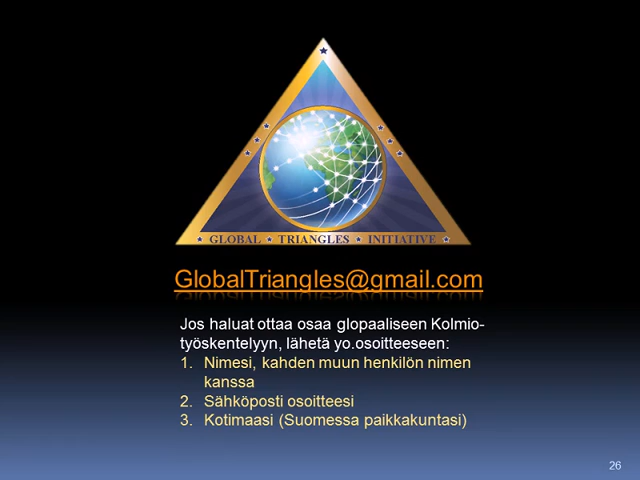 GLOBAL TRIANGLES INITIATIVE
GlobalTriangles@gmail.com
Jos haluat ottaa osaa glopaaliseen Kolmio-
työskentelyyn, lähetä yo.osoitteeseen:
1. Nimesi, kahden muun henkilön nimen
kanssa
2. Sähköposti osoitteesi
3. Kotimaasi (Suomessa paikkakuntasi)
26